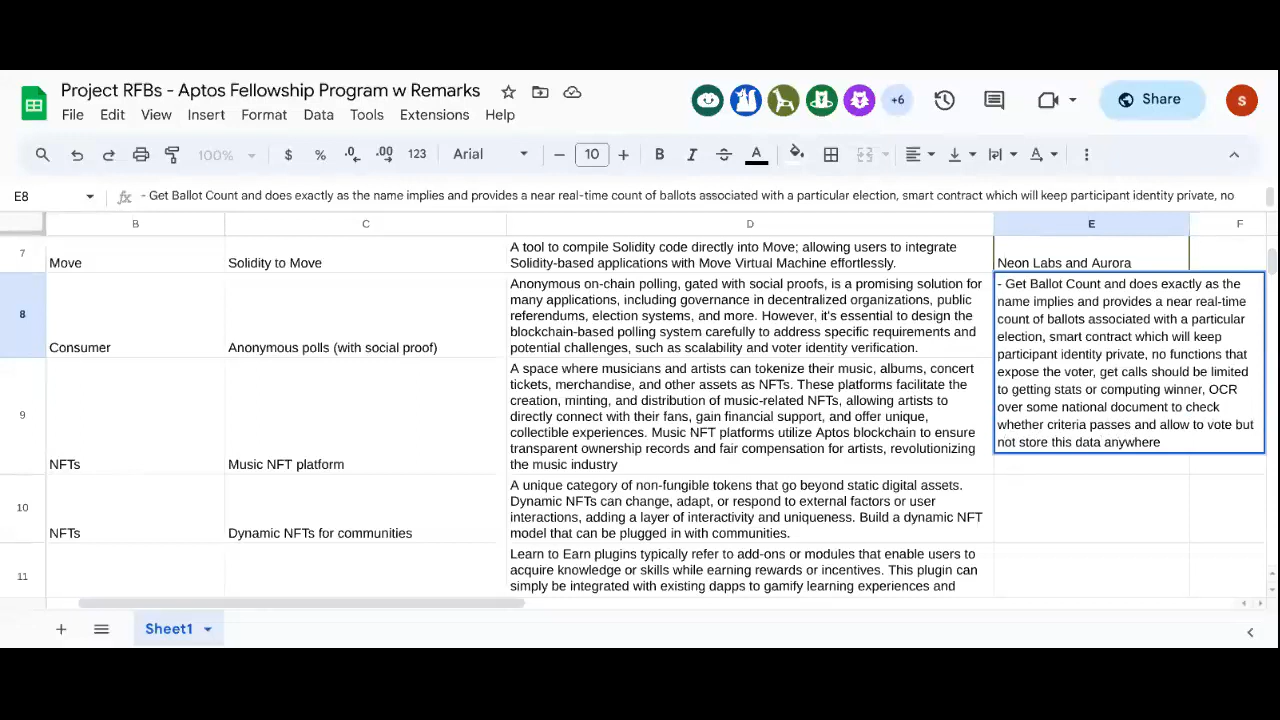 Project RFBs - Aptos Fellowship Program w Remarks
+6
Share
S
File Edit View Insert Format Data Tools Extensions Help
100% $ % .0 .00 123 Arial - 10 + B I A
E8 fx - Get Ballot Count and does exactly as the name implies and provides a near real-time count of ballots associated with a particular election, smart contract which will keep participant identity private, no
B C D E F
7
Move
Solidity to Move
A tool to compile Solidity code directly into Move; allowing users to integrate
Solidity-based applications with Move Virtual Machine effortlessly.
Neon Labs and Aurora
8
Consumer
Anonymous polls (with social proof)
Anonymous on-chain polling, gated with social proofs, is a promising solution for
many applications, including governance in decentralized organizations, public
referendums, election systems, and more. However, it's essential to design the
blockchain-based polling system carefully to address specific requirements and
potential challenges, such as scalability and voter identity verification.
- Get Ballot Count and does exactly as the
name implies and provides a near real-time
count of ballots associated with a particular
election, smart contract which will keep
participant identity private, no functions that
expose the voter, get calls should be limited
to getting stats or computing winner, OCR
over some national document to check
whether criteria passes and allow to vote but
not store this data anywhere
9
NFTs
Music NFT platform
A space where musicians and artists can tokenize their music, albums, concert
tickets, merchandise, and other assets as NFTs. These platforms facilitate the
creation, minting, and distribution of music-related NFTs, allowing artists to
directly connect with their fans, gain financial support, and offer unique,
collectible experiences. Music NFT platforms utilize Aptos blockchain to ensure
transparent ownership records and fair compensation for artists, revolutionizing
the music industry
10
NFTs
Dynamic NFTs for communities
A unique category of non-fungible tokens that go beyond static digital assets.
Dynamic NFTs can change, adapt, or respond to external factors or user
interactions, adding a layer of interactivity and uniqueness. Build a dynamic NFT
model that can be plugged in with communities.
11
Learn to Earn plugins typically refer to add-ons or modules that enable users to
acquire knowledge or skills while earning rewards or incentives. This plugin can
simply be integrated with existing dapps to gamify learning experiences and
Sheet1